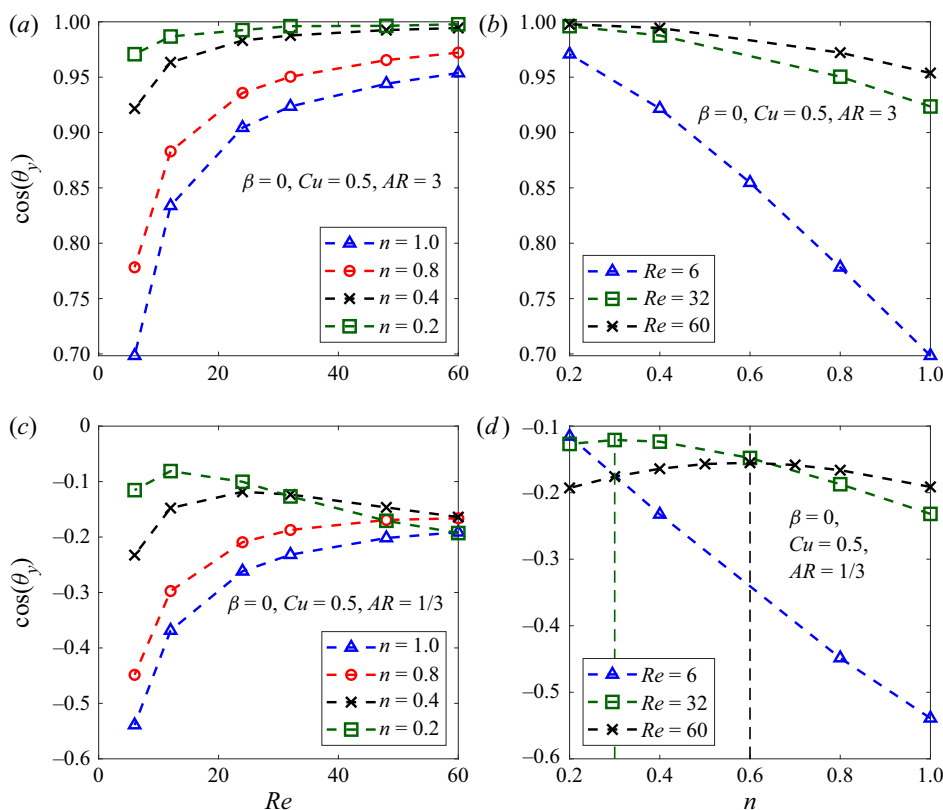 (a)
cos(θy)
1.00
0.95
0.90
0.85
0.80
0.75
0.70
0
20
40
60
β = 0, Cu = 0.5, AR = 3
n = 1.0
n = 0.8
n = 0.4
n = 0.2
(b)
1.00
0.95
0.90
0.85
0.80
0.75
0.70
0.2
0.4
0.6
0.8
1.0
β = 0, Cu = 0.5, AR = 3
Re = 6
Re = 32
Re = 60
(c)
cos(θy)
0
–0.1
–0.2
–0.3
–0.4
–0.5
–0.6
0
20
40
60
Re
β = 0, Cu = 0.5, AR = 1/3
n = 1.0
n = 0.8
n = 0.4
n = 0.2
(d)
–0.1
–0.2
–0.3
–0.4
–0.5
–0.6
0.2
0.4
0.6
0.8
1.0
n
β = 0,
Cu = 0.5,
AR = 1/3
Re = 6
Re = 32
Re = 60